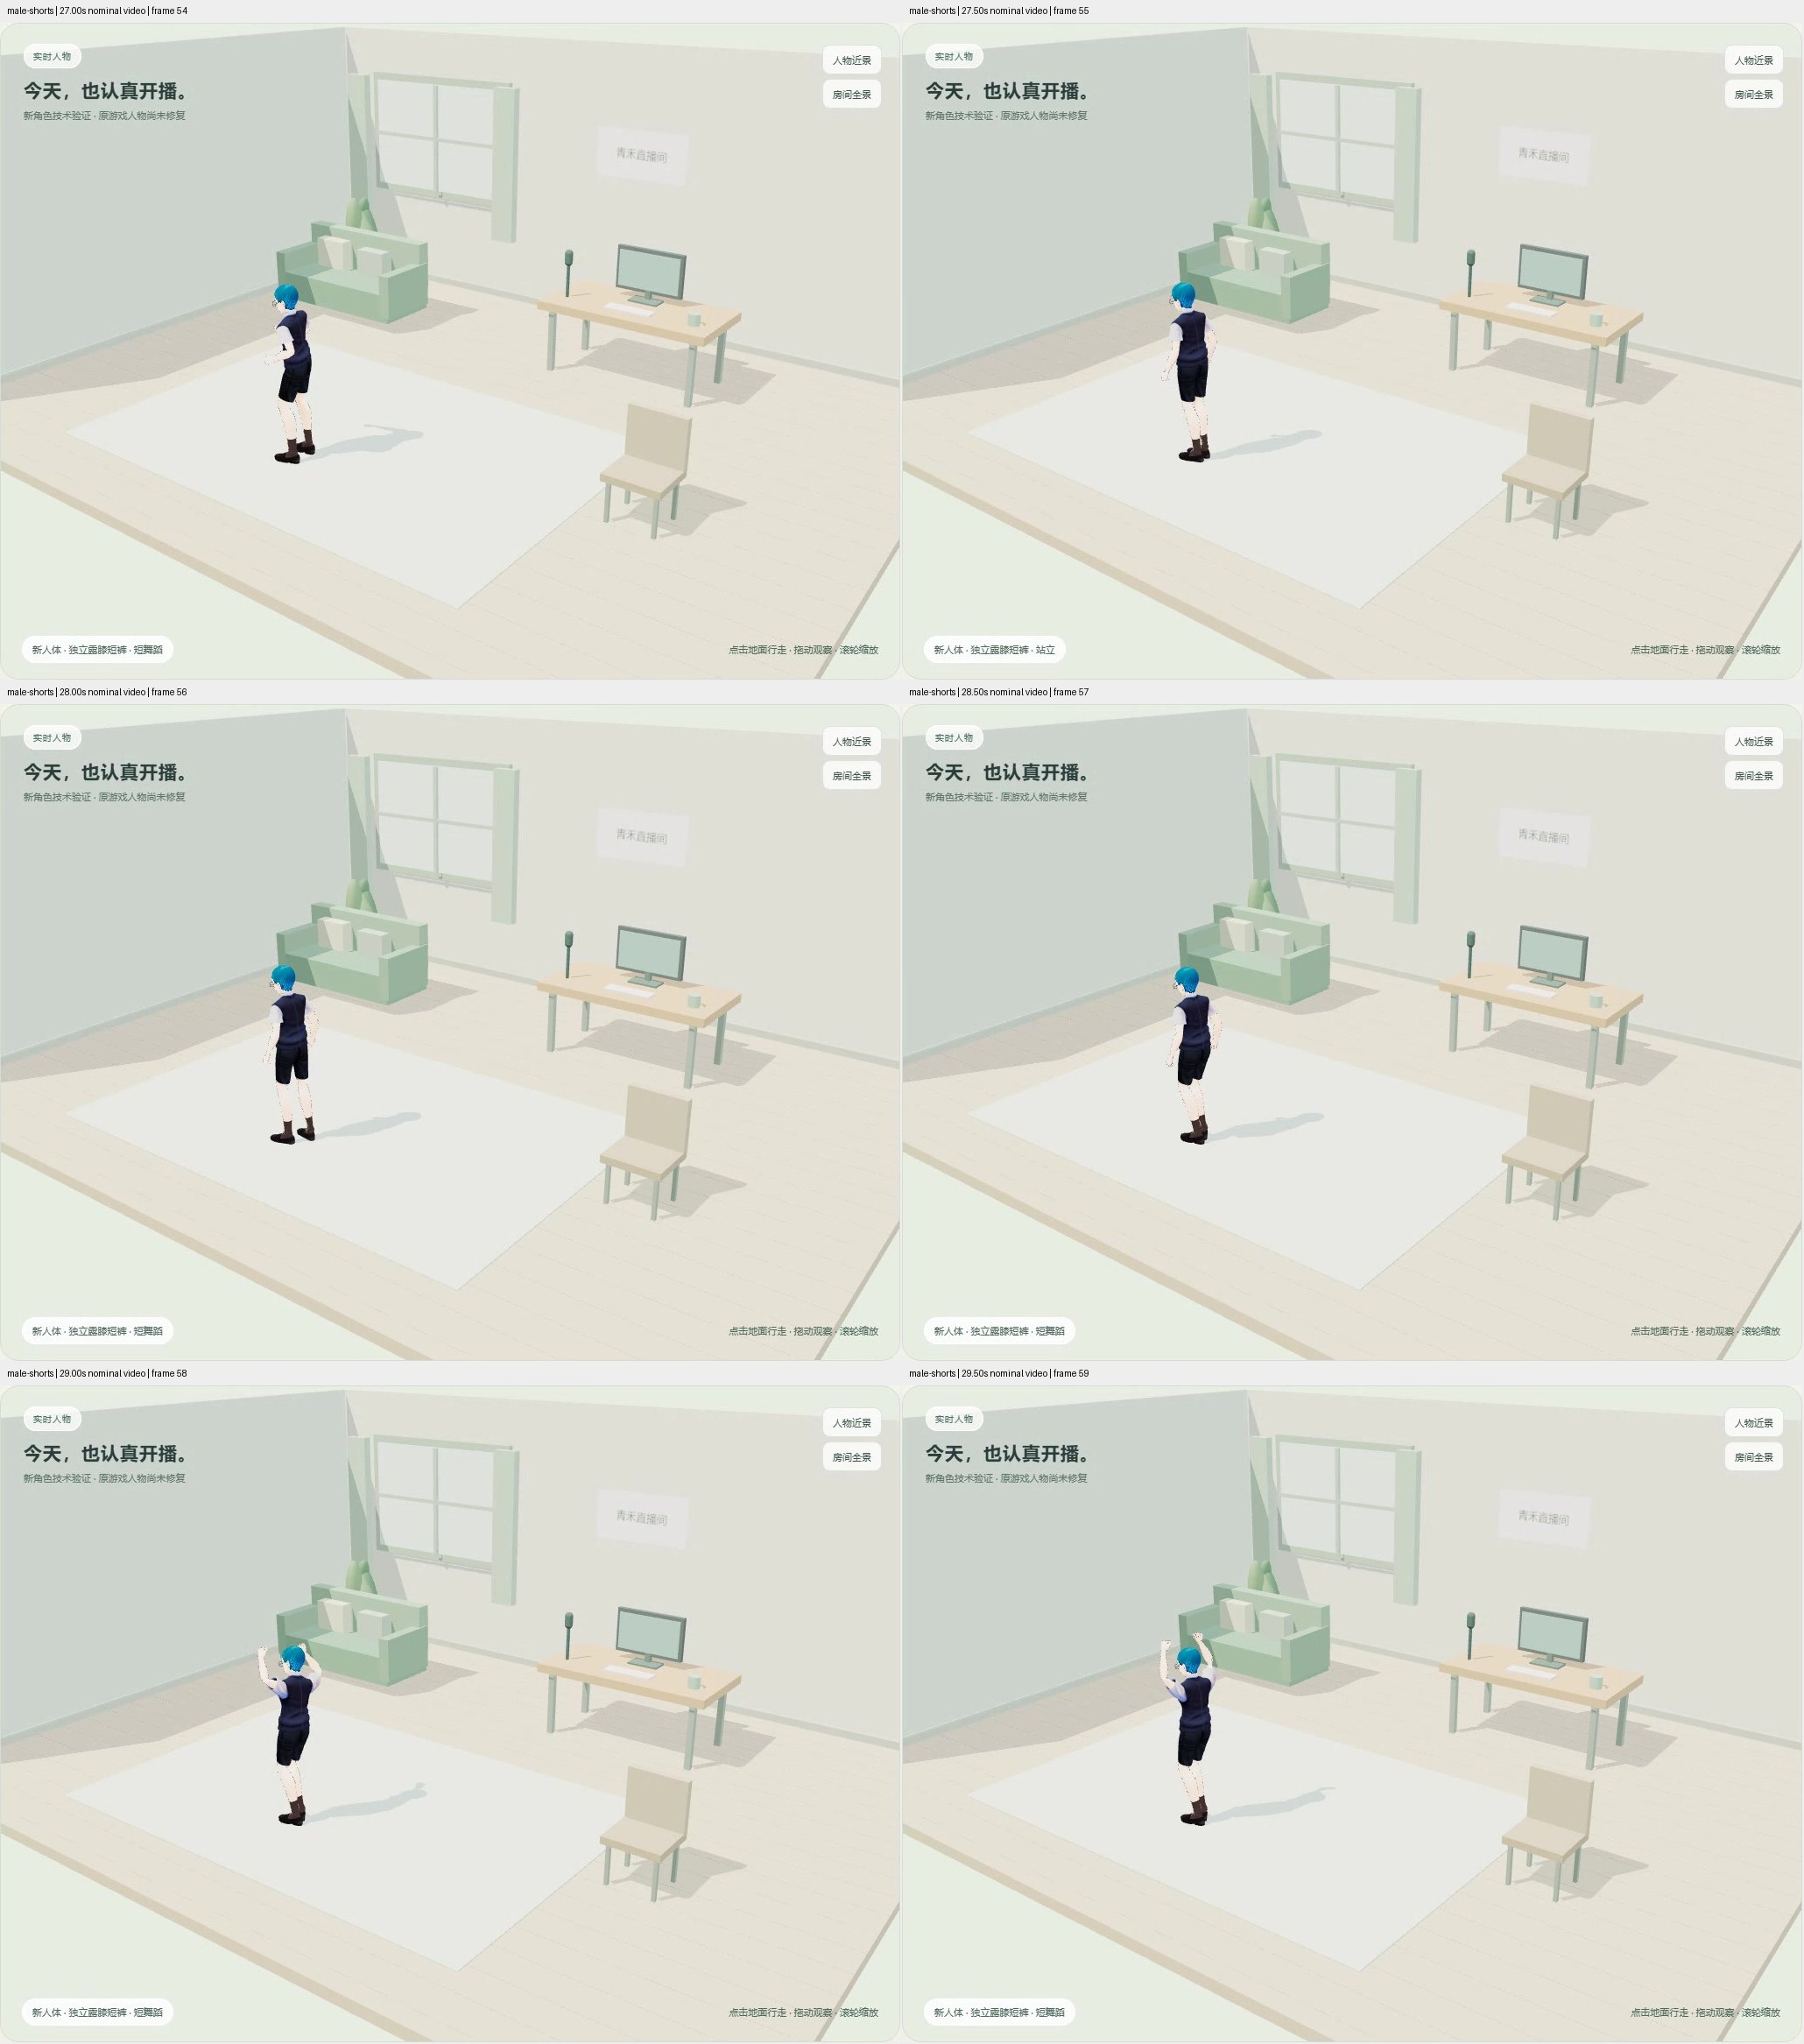 male-shorts | 27.00s nominal video | frame 54
实时人物
今天，也认真开播。
新角色技术验证 · 原游戏人物尚未修复
人物近景
房间全景
青禾直播间
新人体 · 独立露膝短裤 · 短舞蹈
点击地面行走 · 拖动观察 · 滚轮缩放
male-shorts | 27.50s nominal video | frame 55
实时人物
今天，也认真开播。
新角色技术验证 · 原游戏人物尚未修复
人物近景
房间全景
青禾直播间
新人体 · 独立露膝短裤 · 站立
点击地面行走 · 拖动观察 · 滚轮缩放
male-shorts | 28.00s nominal video | frame 56
实时人物
今天，也认真开播。
新角色技术验证 · 原游戏人物尚未修复
人物近景
房间全景
青禾直播间
新人体 · 独立露膝短裤 · 短舞蹈
点击地面行走 · 拖动观察 · 滚轮缩放
male-shorts | 28.50s nominal video | frame 57
实时人物
今天，也认真开播。
新角色技术验证 · 原游戏人物尚未修复
人物近景
房间全景
青禾直播间
新人体 · 独立露膝短裤 · 短舞蹈
点击地面行走 · 拖动观察 · 滚轮缩放
male-shorts | 29.00s nominal video | frame 58
实时人物
今天，也认真开播。
新角色技术验证 · 原游戏人物尚未修复
人物近景
房间全景
青禾直播间
新人体 · 独立露膝短裤 · 短舞蹈
点击地面行走 · 拖动观察 · 滚轮缩放
male-shorts | 29.50s nominal video | frame 59
实时人物
今天，也认真开播。
新角色技术验证 · 原游戏人物尚未修复
人物近景
房间全景
青禾直播间
新人体 · 独立露膝短裤 · 短舞蹈
点击地面行走 · 拖动观察 · 滚轮缩放